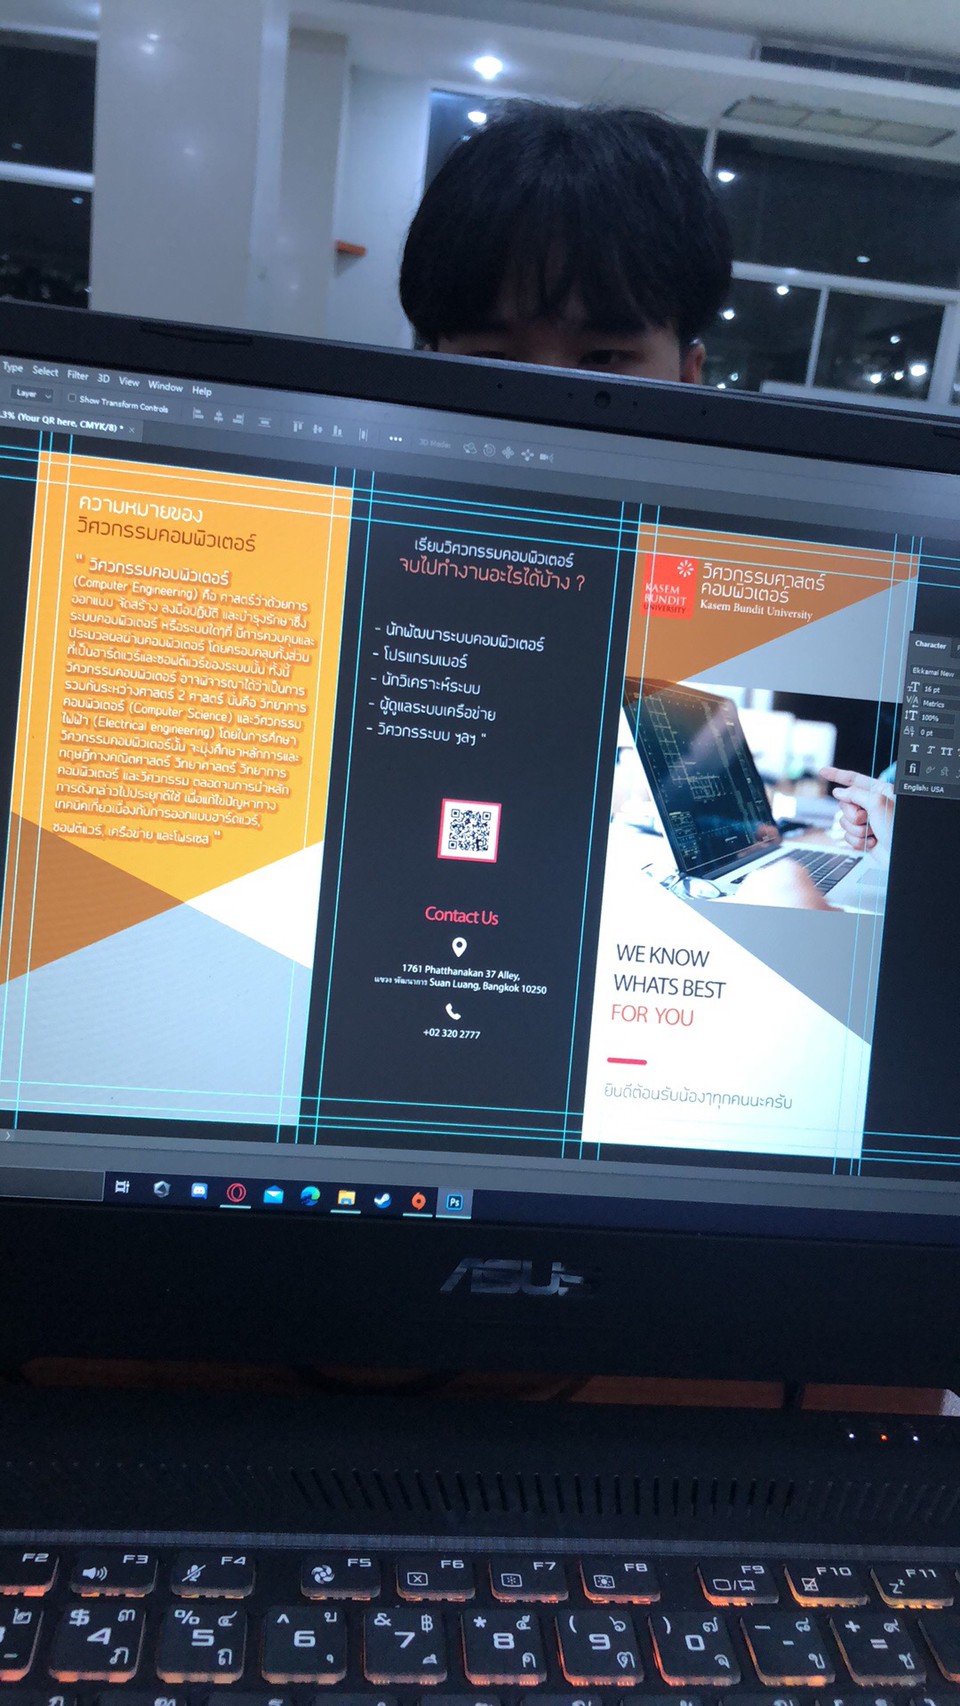 Type Select Filter 3D View Window Help
Layer Show Transform Controls
.3% (Your QR here, CMYK/8) * ×
ความหมายของ
วิศวกรรมคอมพิวเตอร์
" วิศวกรรมคอมพิวเตอร์
(Computer Engineering) คือ ศาสตร์ว่าด้วยการ
ออกแบบ จัดสร้าง ลงมือปฏิบัติ และบำรุงรักษาซึ่ง
ระบบคอมพิวเตอร์ หรือระบบใดๆที่ มีการควบคุมและ
ประมวลผลผ่านคอมพิวเตอร์ โดยครอบคลุมทั้งส่วน
ที่เป็นฮาร์ดแวร์และซอฟต์แวร์ของระบบนั้น ทั้งนี้
วิศวกรรมคอมพิวเตอร์ อาจพิจารณาได้ว่าเป็นการ
รวมกันระหว่างศาสตร์ 2 ศาสตร์ นั่นคือ วิทยาการ
คอมพิวเตอร์ (Computer Science) และวิศวกรรม
ไฟฟ้า (Electrical engineering) โดยในการศึกษา
วิศวกรรมคอมพิวเตอร์นั้น จะมุ่งศึกษาหลักการและ
ทฤษฎีทางคณิตศาสตร์ วิทยาศาสตร์ วิทยาการ
คอมพิวเตอร์ และวิศวกรรม ตลอดจนการนำหลัก
การดังกล่าวไปประยุกต์ใช้ เพื่อแก้ไขปัญหาทาง
เทคนิคเกี่ยวเนื่องกับการออกแบบฮาร์ดแวร์,
ซอฟต์แวร์, เครือข่าย และโพรเซส "
เรียนวิศวกรรมคอมพิวเตอร์
จบไปทำงานอะไรได้บ้าง ?
- นักพัฒนาระบบคอมพิวเตอร์
- โปรแกรมเมอร์
- นักวิเคราะห์ระบบ
- ผู้ดูแลระบบเครือข่าย
- วิศวกรระบบ ฯลฯ "
Contact Us
1761 Phatthanakan 37 Alley,
แขวง พัฒนาการ Suan Luang, Bangkok 10250
+02 320 2777
KASEM
BUNDIT
UNIVERSITY
วิศวกรรมศาสตร์
คอมพิวเตอร์
Kasem Bundit University
WE KNOW
WHATS BEST
FOR YOU
ยินดีต้อนรับน้องๆทุกคนนะครับ
Character
Ekkamai New
16 pt
Metrics
100%
0 pt
T T TT
fi
English: USA
Ps
ASUS
F2 F3 F4 F5 F6 F7 F8 F9 F10 F11
$ ๓ % ๔ ^ ข & ฿ * ๕ ( ๖ ) ๗ - ๘ + ๙
4 ภ 5 ถ 6 ุ 7 ึ 8 ค 9 ต 0 จ - ข = ช